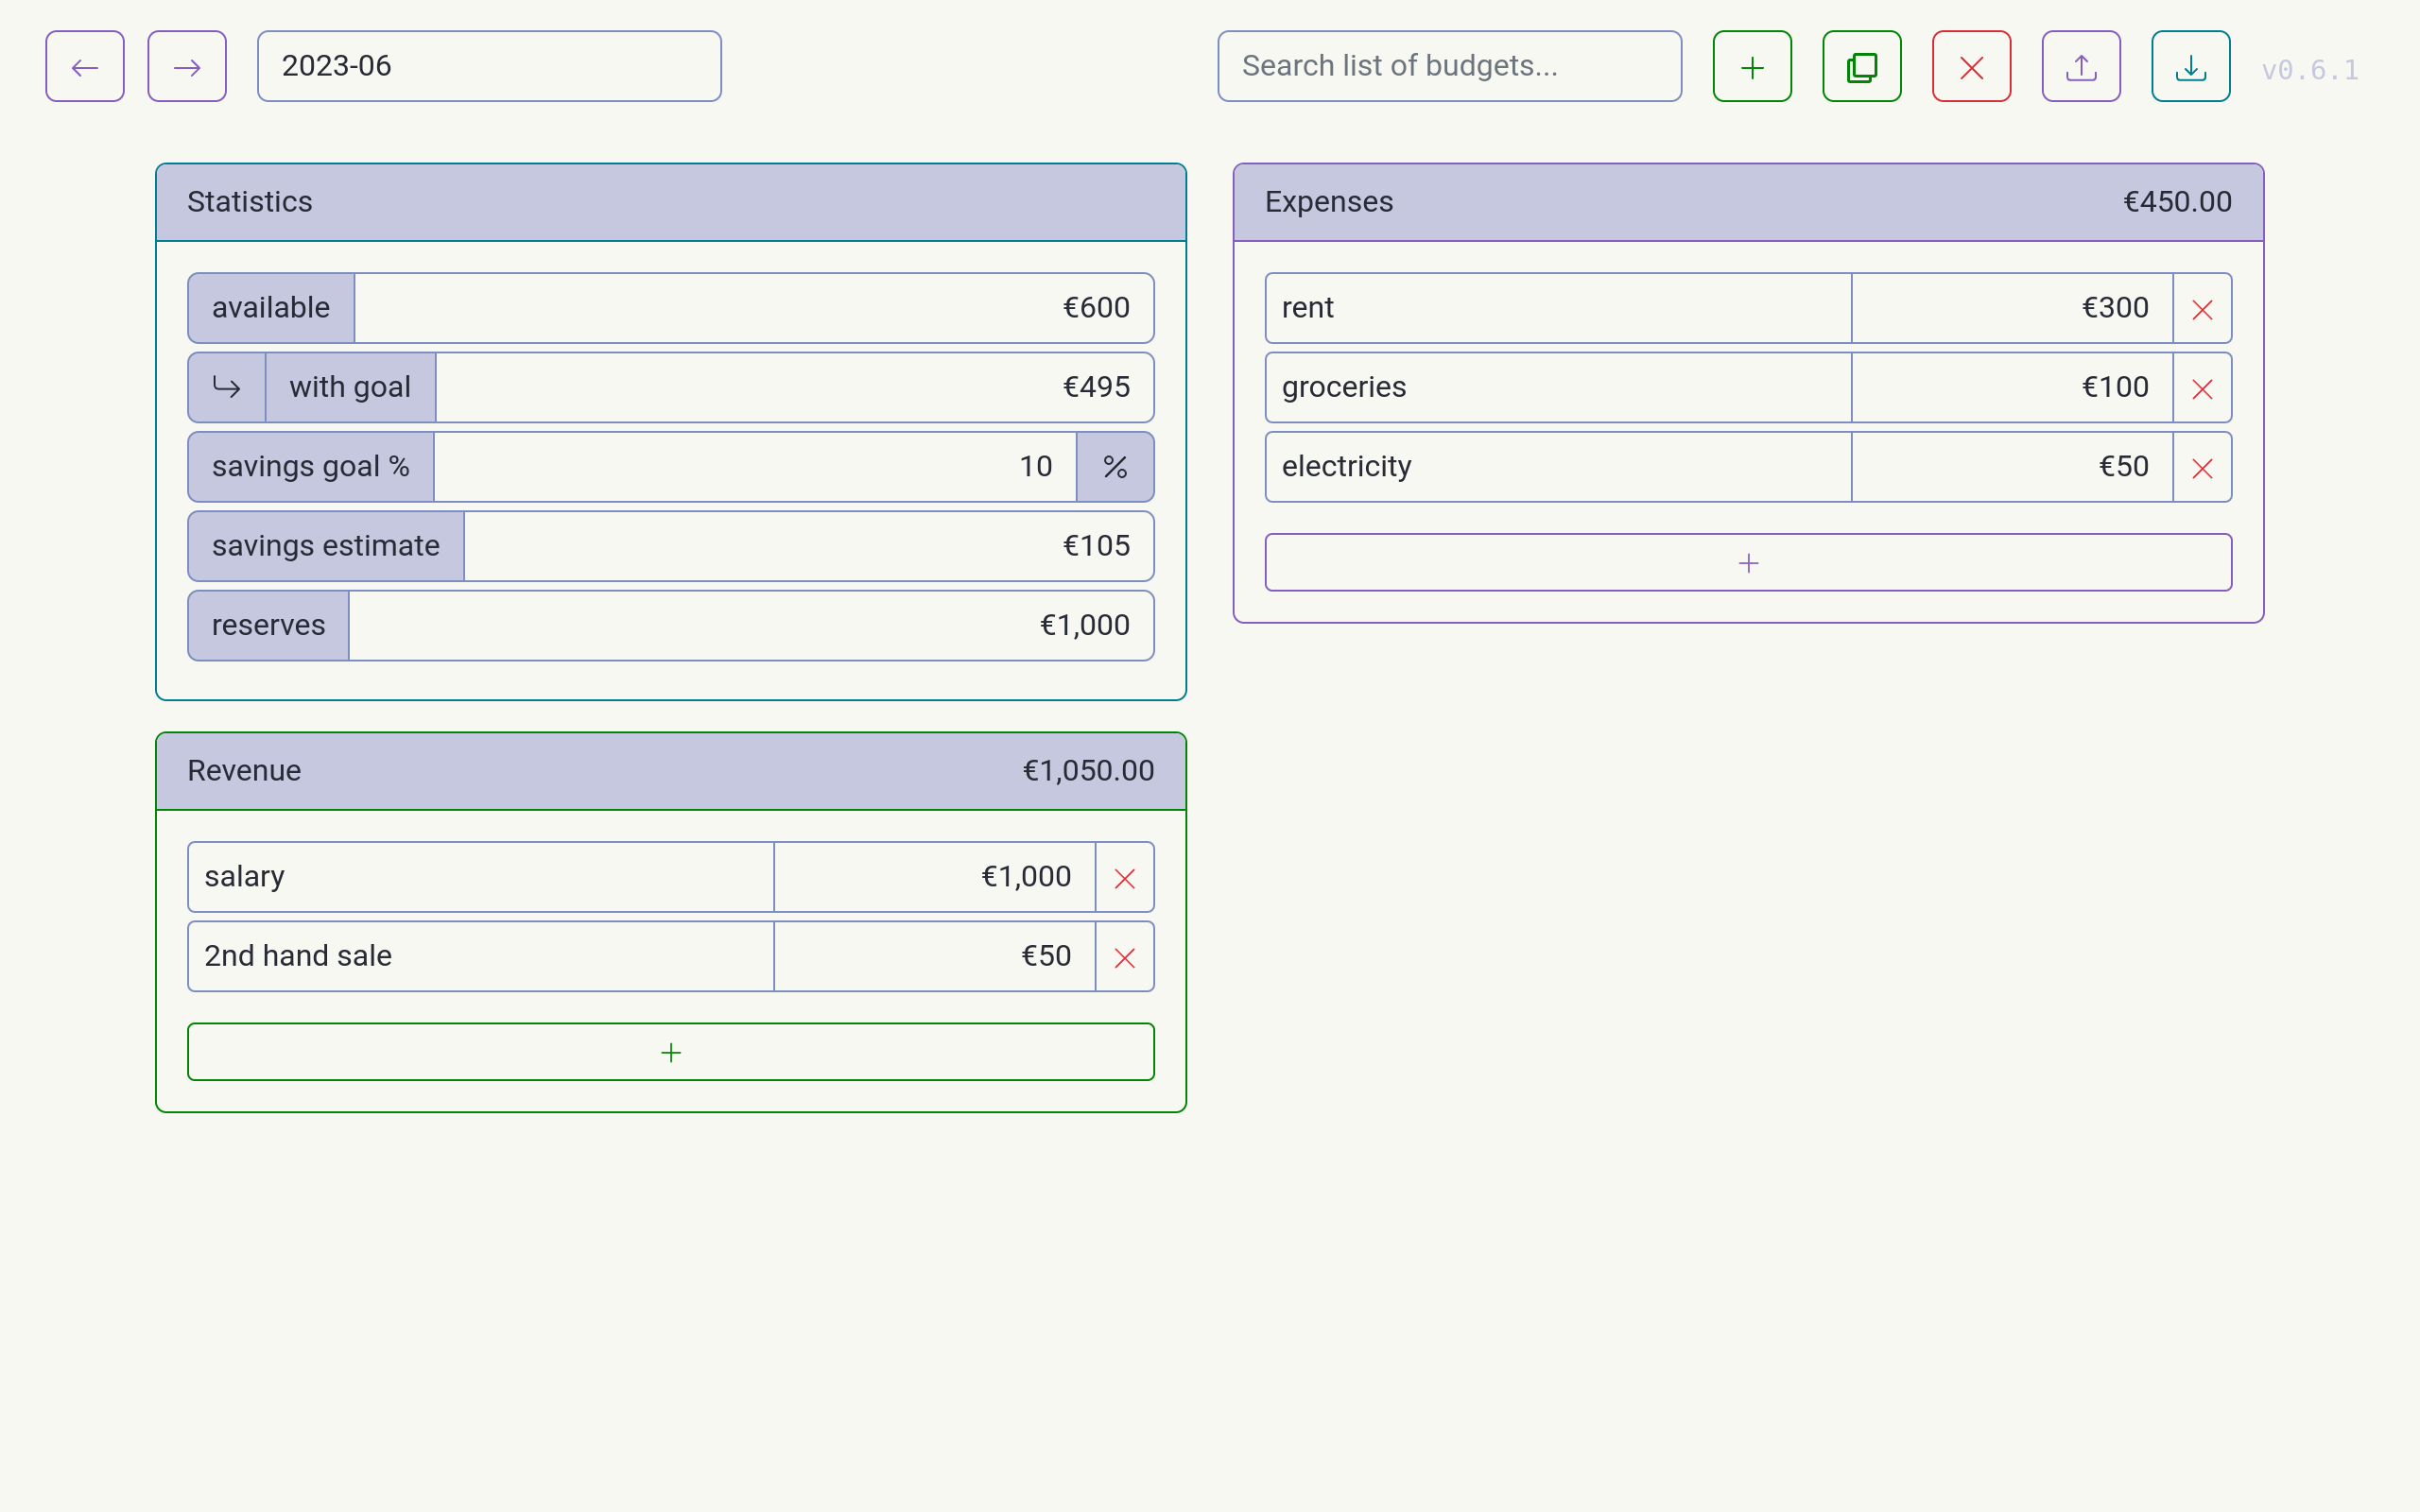 2023-06
Search list of budgets...
v0.6.1
Statistics
available €600
with goal €495
savings goal % 10 %
savings estimate €105
reserves €1,000
Revenue €1,050.00
salary €1,000
2nd hand sale €50
Expenses €450.00
rent €300
groceries €100
electricity €50